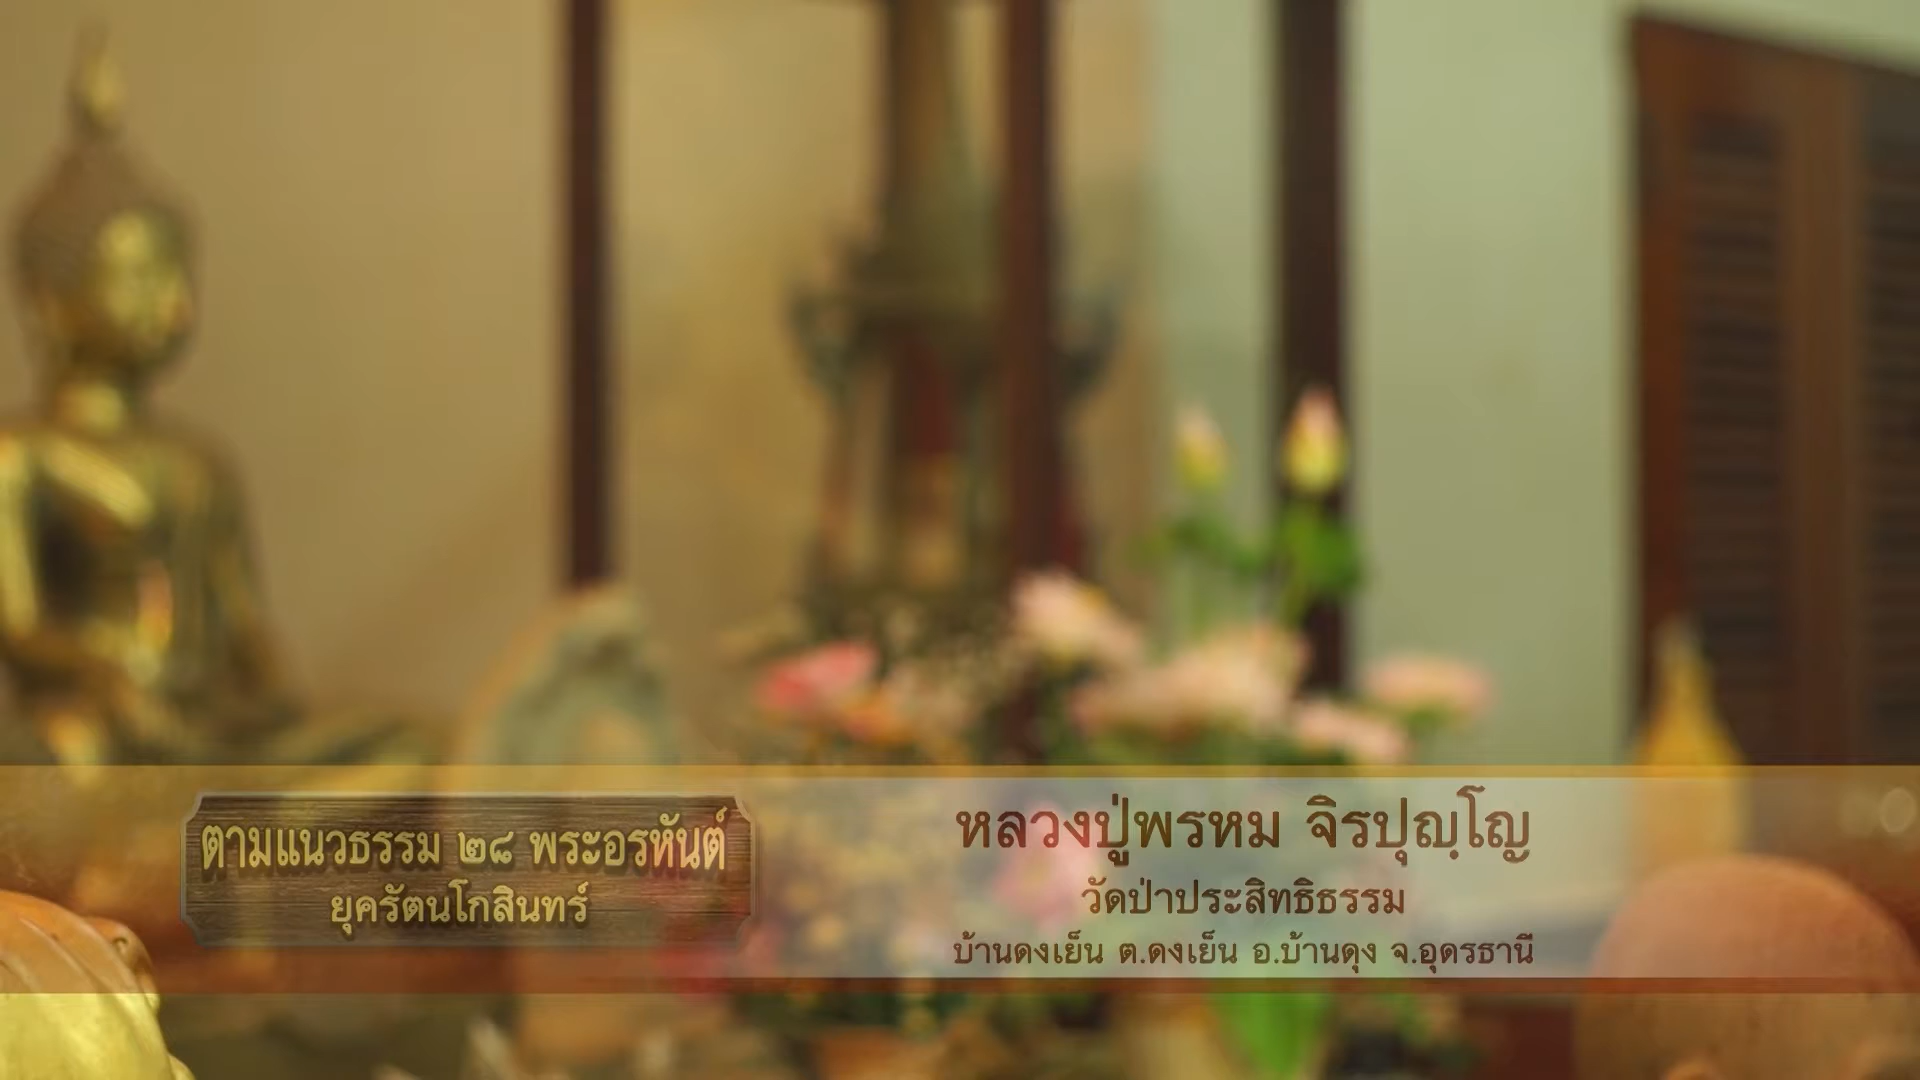 ตามแนวธรรม ๒๘ พระอรหันต์
ยุครัตนโกสินทร์
หลวงปู่พรหม จิรปุญฺโญ
วัดป่าประสิทธิธรรม
บ้านดงเย็น ต.ดงเย็น อ.บ้านดุง จ.อุดรธานี